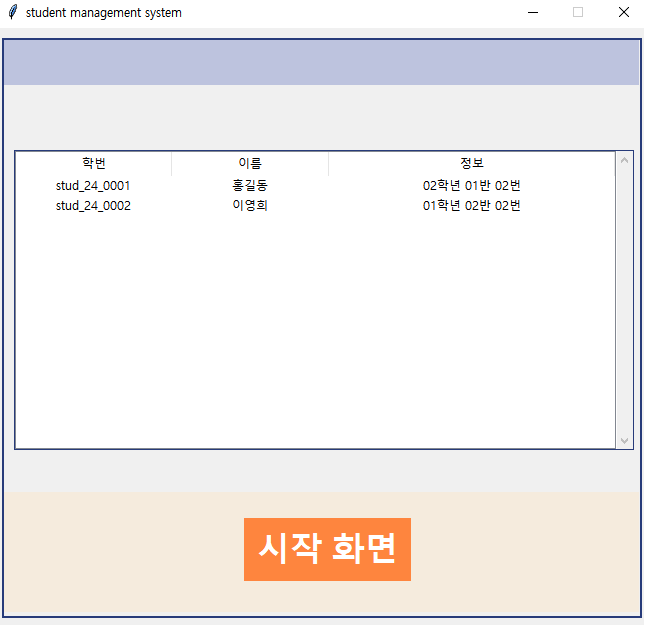 student management system
학번 이름 정보
stud_24_0001 홍길동 02학년 01반 02번
stud_24_0002 이영희 01학년 02반 02번
시작 화면